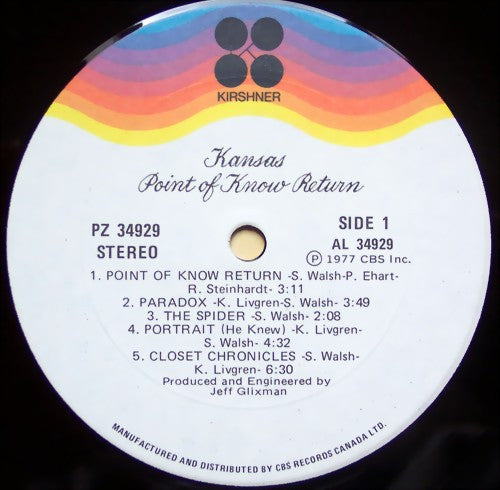 KIRSHNER
Kansas
Point of Know Return
PZ 34929
STEREO
SIDE 1
AL 34929
Ⓟ 1977 CBS Inc.
1. POINT OF KNOW RETURN -S. Walsh-P. Ehart-
R. Steinhardt- 3:11
2. PARADOX -K. Livgren-S. Walsh- 3:49
3. THE SPIDER -S. Walsh- 2:08
4. PORTRAIT (He Knew) -K. Livgren-
S. Walsh- 4:32
5. CLOSET CHRONICLES -S. Walsh-
K. Livgren- 6:30
Produced and Engineered by
Jeff Glixman
MANUFACTURED AND DISTRIBUTED BY CBS RECORDS CANADA LTD.